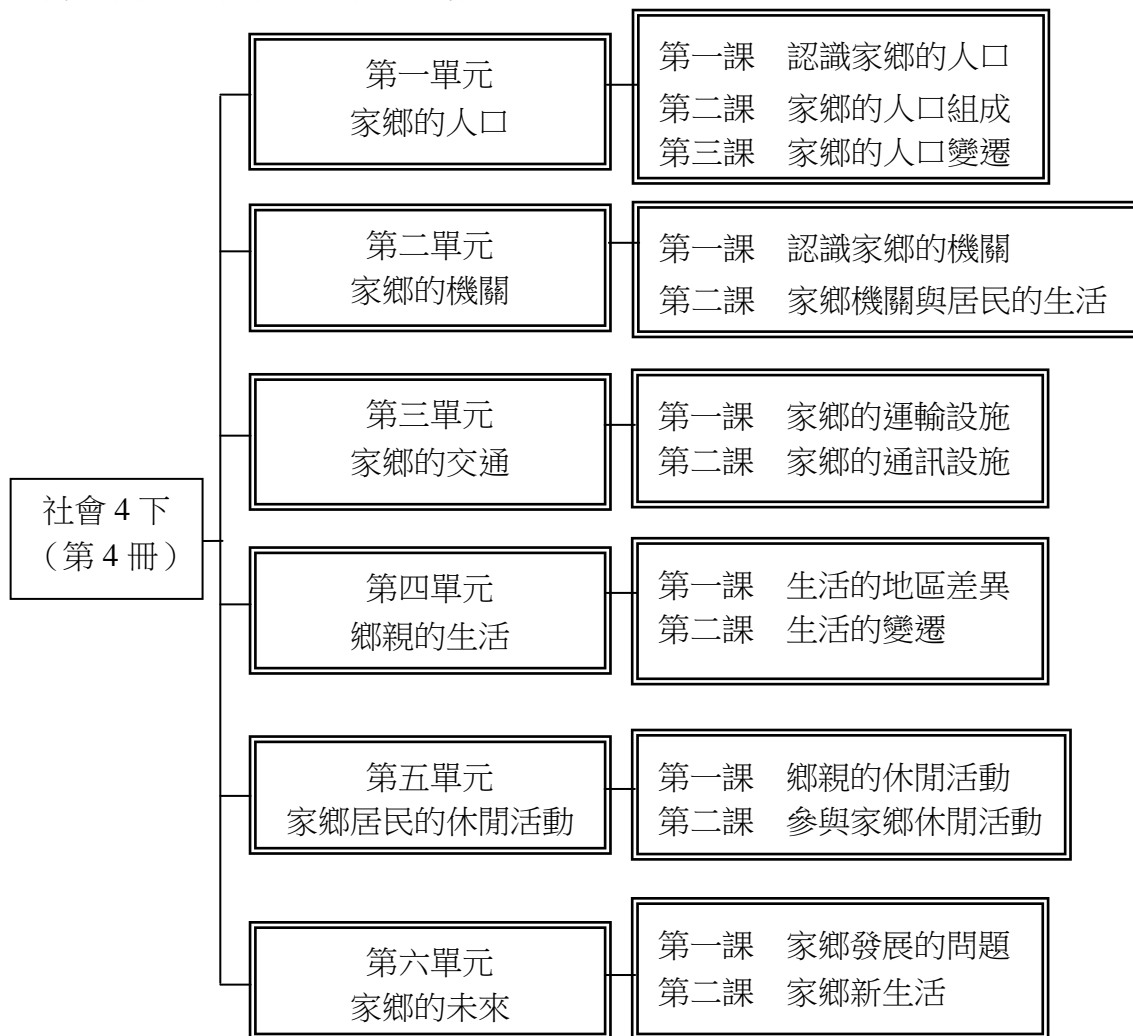 社會 4 下
（第 4 冊）
第一單元
家鄉的人口
第一課　認識家鄉的人口
第二課　家鄉的人口組成
第三課　家鄉的人口變遷
第二單元
家鄉的機關
第一課　認識家鄉的機關
第二課　家鄉機關與居民的生活
第三單元
家鄉的交通
第一課　家鄉的運輸設施
第二課　家鄉的通訊設施
第四單元
鄉親的生活
第一課　生活的地區差異
第二課　生活的變遷
第五單元
家鄉居民的休閒活動
第一課　鄉親的休閒活動
第二課　參與家鄉休閒活動
第六單元
家鄉的未來
第一課　家鄉發展的問題
第二課　家鄉新生活